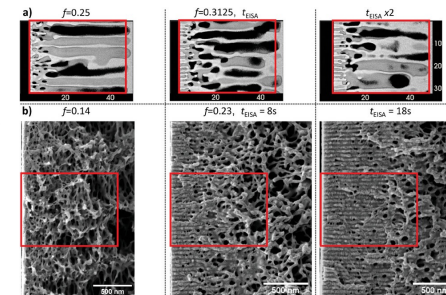 a)
f=0.25
f=0.3125, t_EISA
t_EISA x2
20 40
20 40
20 40
10
20
30
b)
f=0.14
f=0.23, t_EISA = 8s
t_EISA = 18s
500 nm
500 nm
500 nm